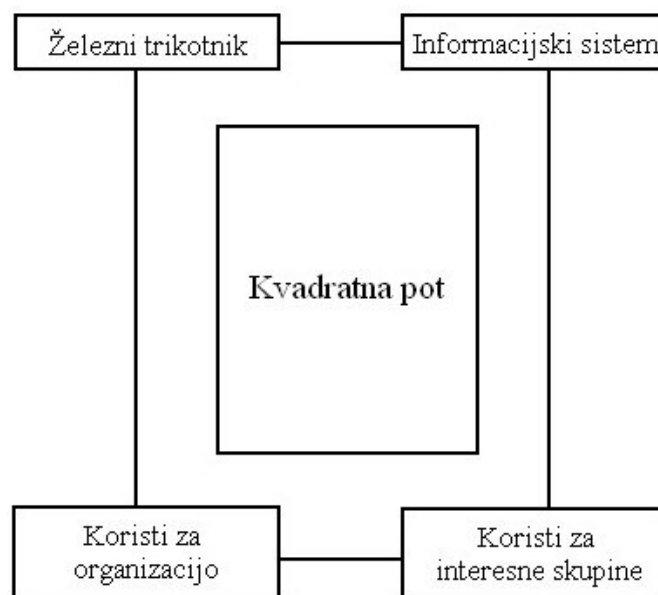 Železni trikotnik
Informacijski sistem
Kvadratna pot
Koristi za
organizacijo
Koristi za
interesne skupine